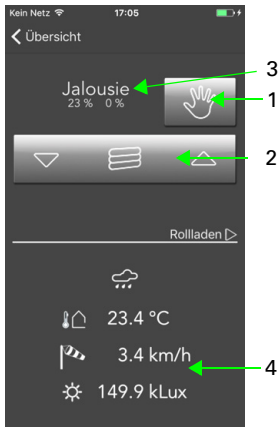 Kein Netz 17:05
Übersicht
Jalousie
23 % 0 %
3
1
2
Rollladen
23.4 °C
3.4 km/h
4
149.9 kLux